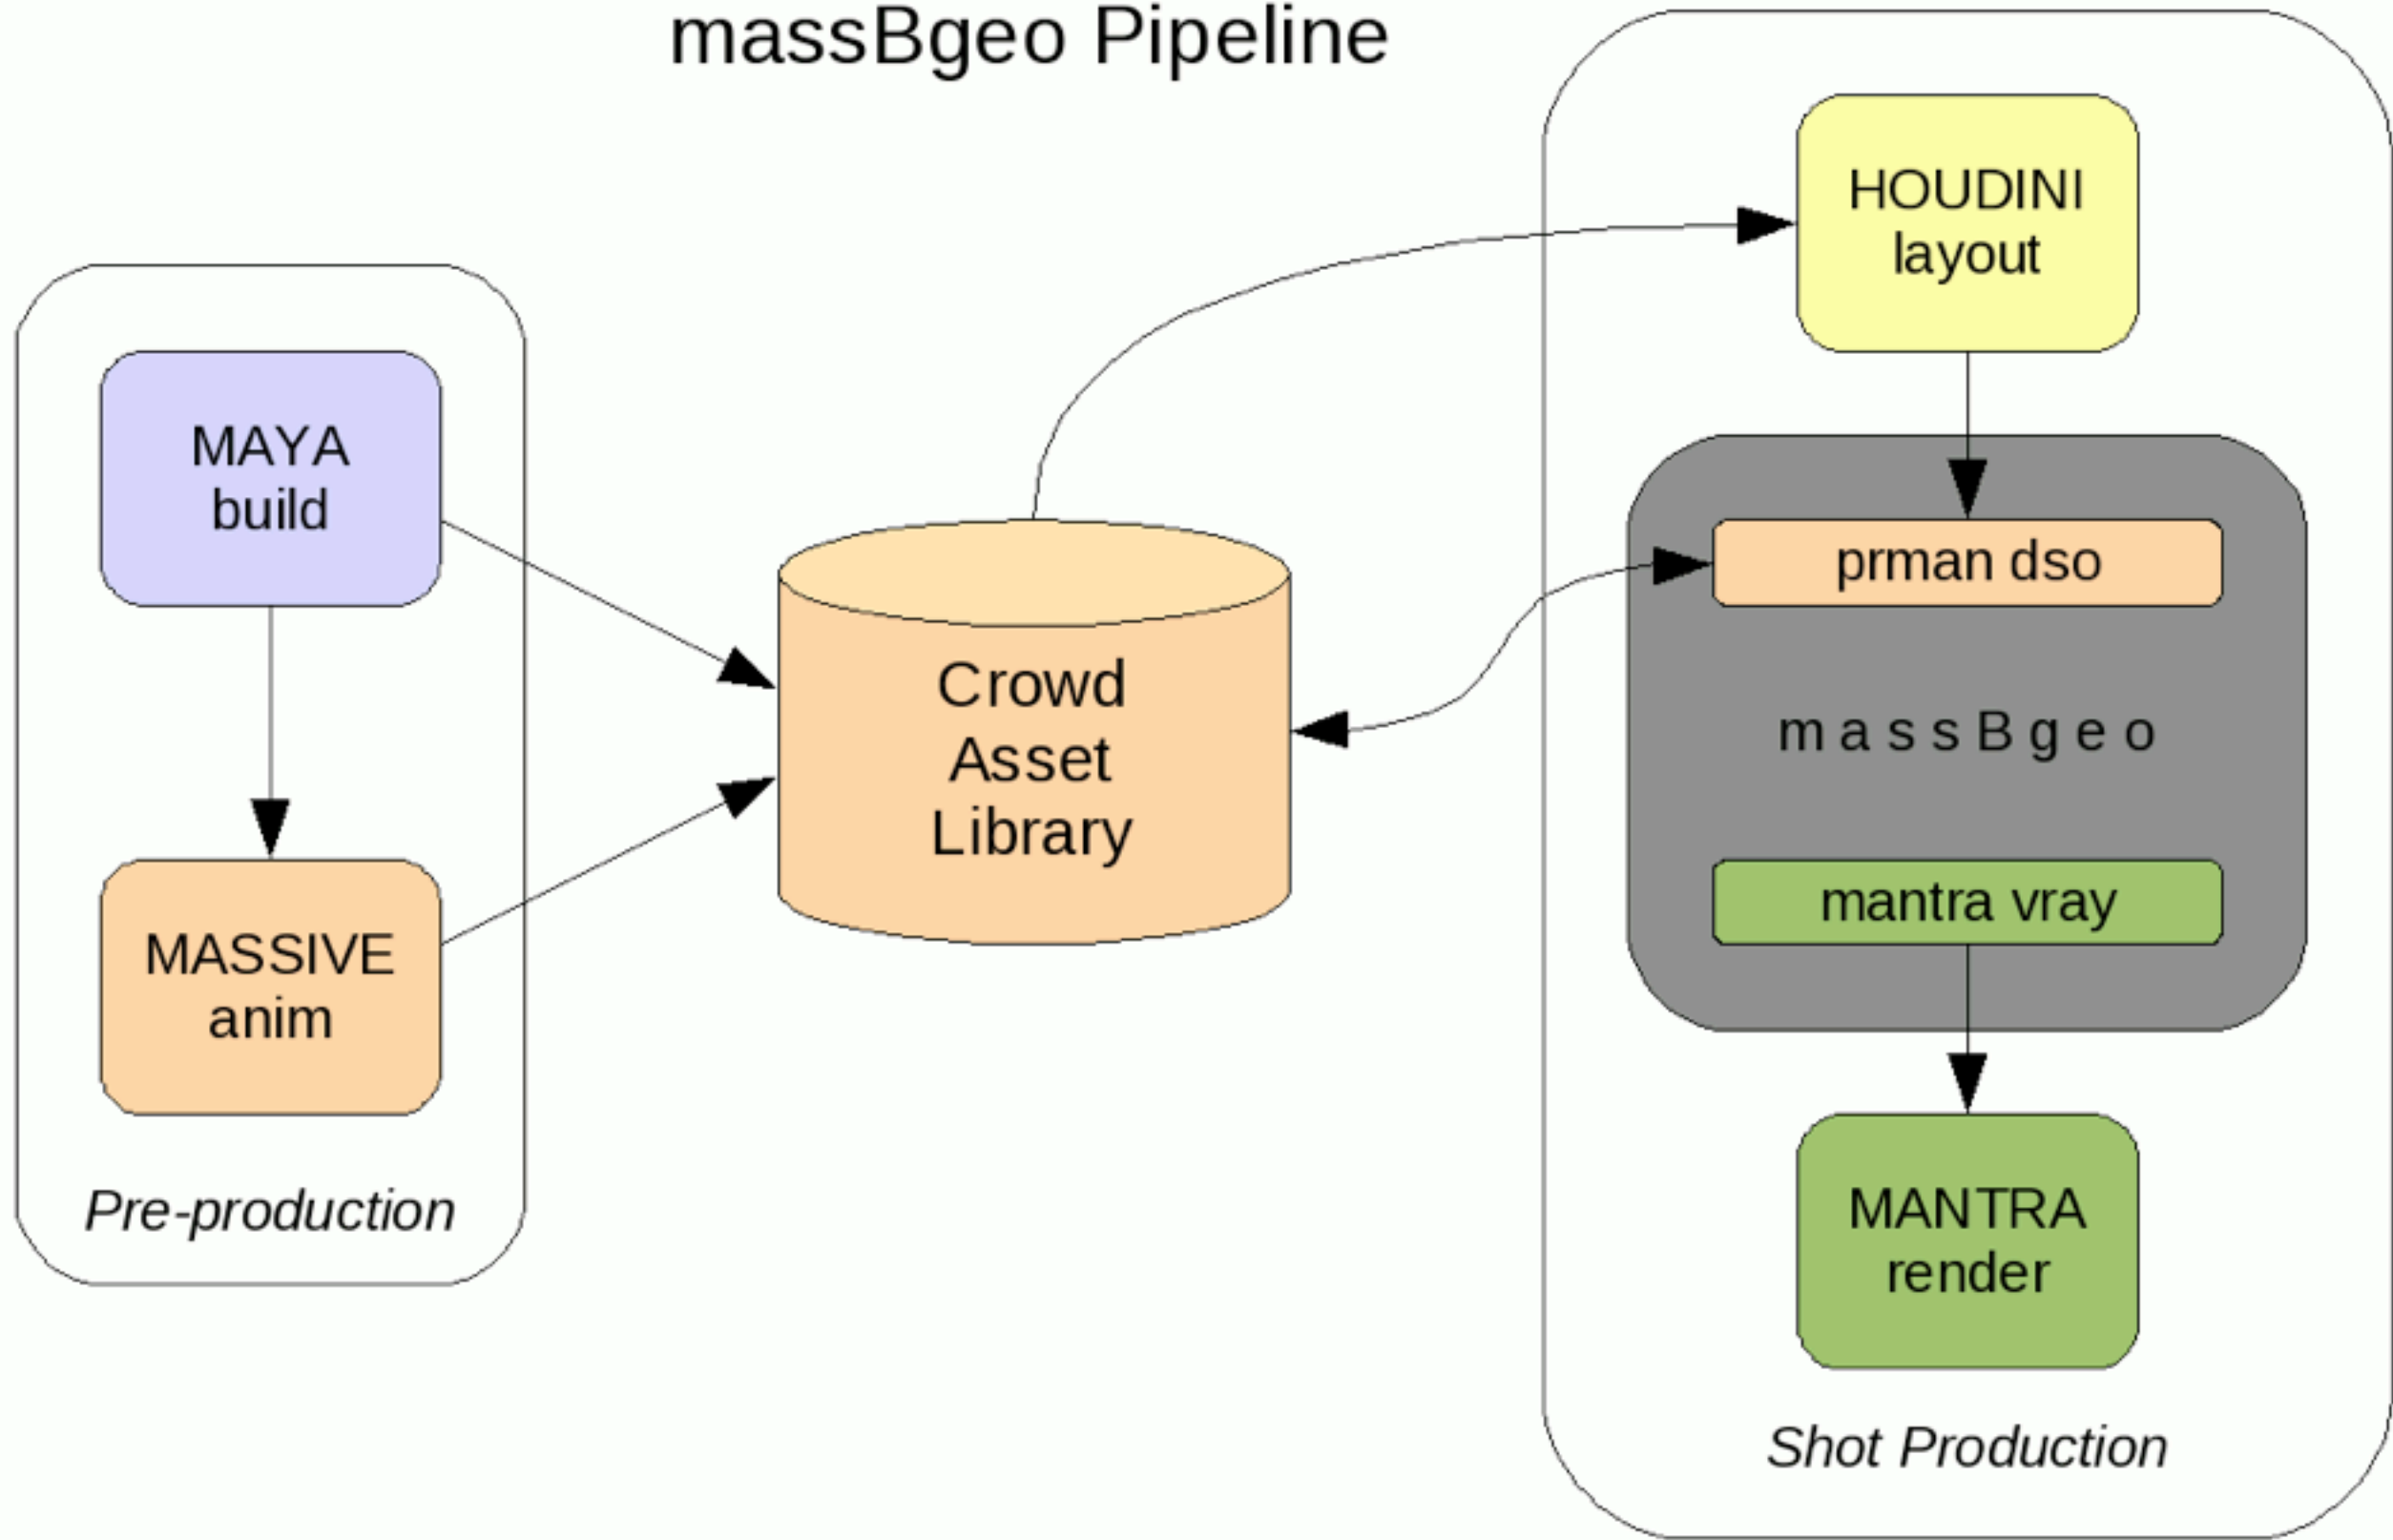 massBgeo Pipeline
MAYA
build
MASSIVE
anim
Pre-production
Crowd
Asset
Library
HOUDINI
layout
prman dso
massBgeo
mantra vray
MANTRA
render
Shot Production